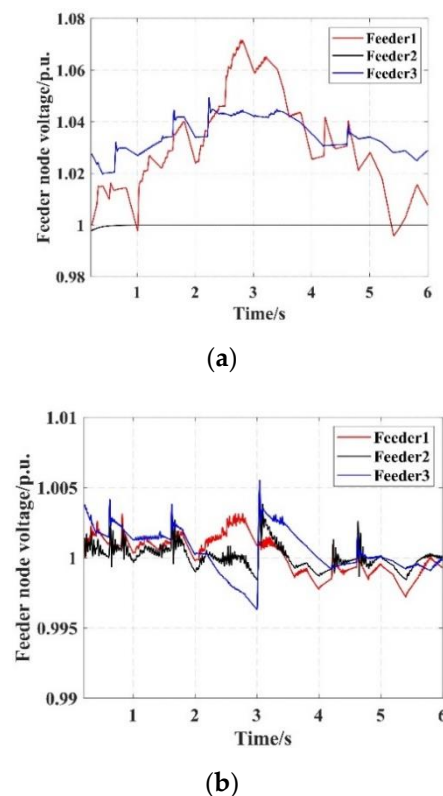 1.08
1.06
1.04
1.02
1
0.98
Feeder node voltage/p.u.
Feeder1
Feeder2
Feeder3
1 2 3 4 5 6
Time/s
(a)
1.01
1.005
1
0.995
0.99
Feeder node voltage/p.u.
Feeder1
Feeder2
Feeder3
1 2 3 4 5 6
Time/s
(b)